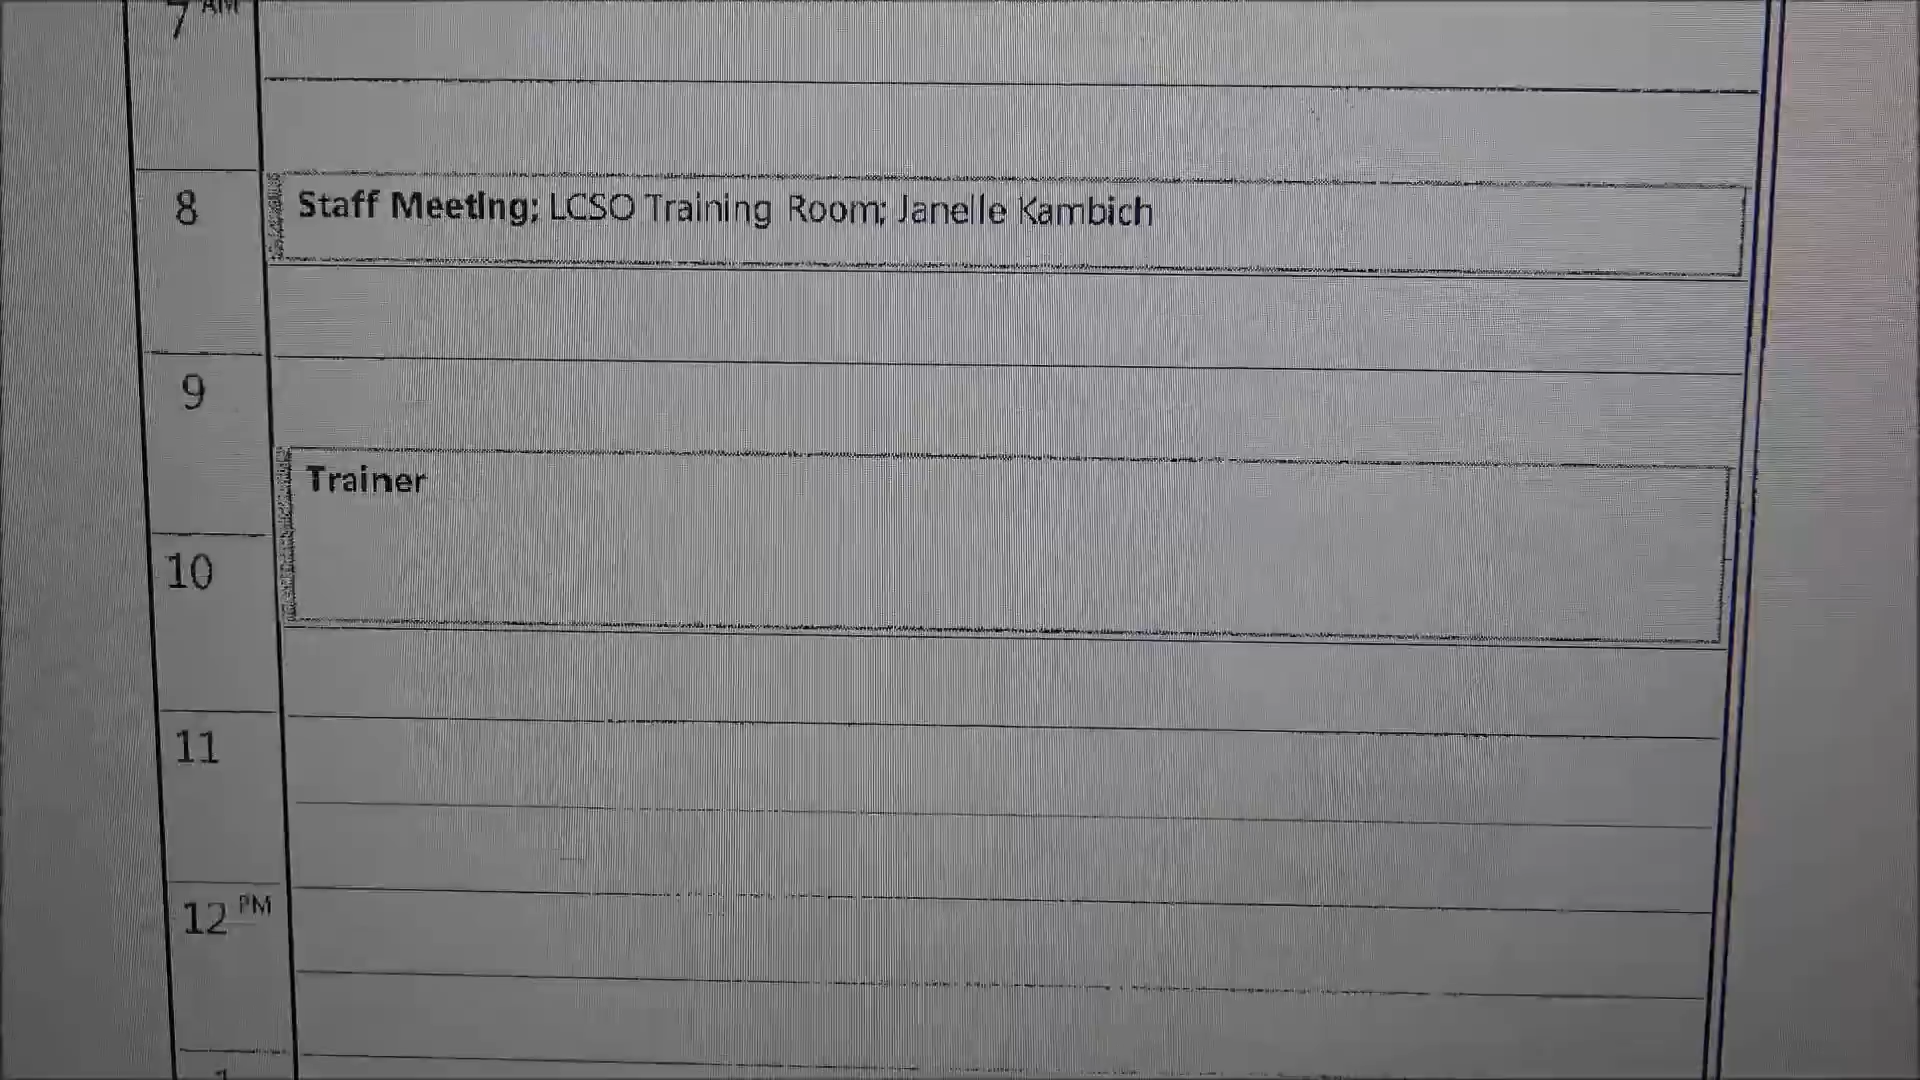 7 AM
8
Staff Meeting; LCSO Training Room; Janelle Kambich
9
Trainer
10
11
12 PM